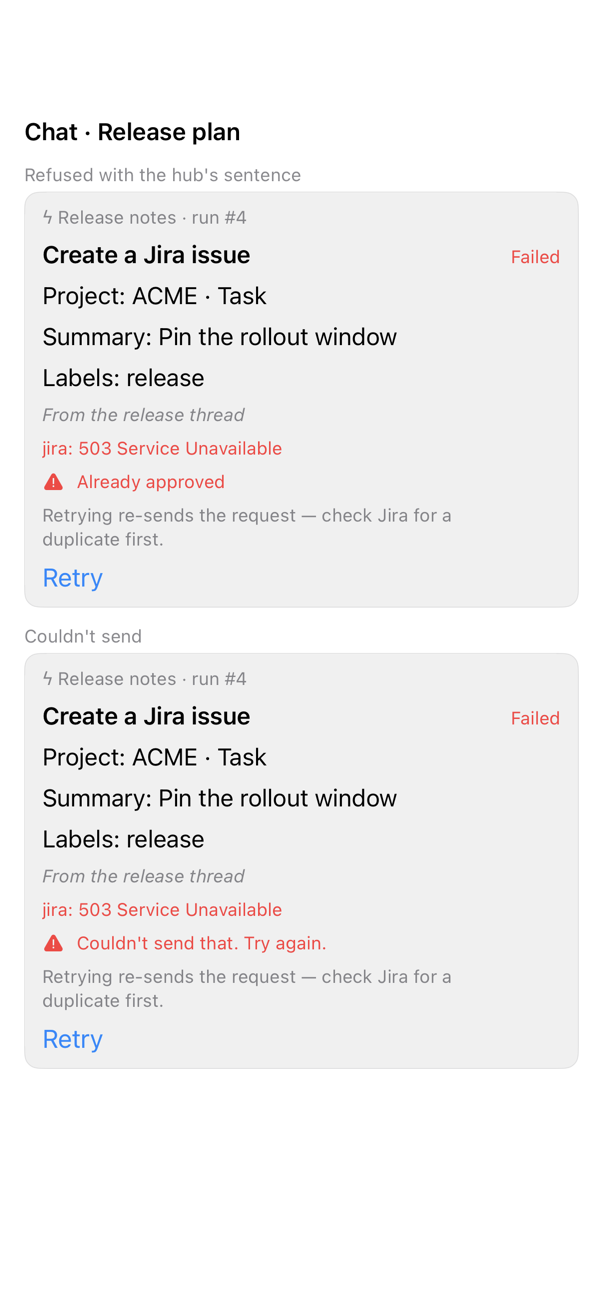 Chat · Release plan
Refused with the hub's sentence
ϟ Release notes · run #4
Create a Jira issue
Failed
Project: ACME · Task
Summary: Pin the rollout window
Labels: release
From the release thread
jira: 503 Service Unavailable
Already approved
Retrying re-sends the request — check Jira for a
duplicate first.
Retry
Couldn't send
ϟ Release notes · run #4
Create a Jira issue
Failed
Project: ACME · Task
Summary: Pin the rollout window
Labels: release
From the release thread
jira: 503 Service Unavailable
Couldn't send that. Try again.
Retrying re-sends the request — check Jira for a
duplicate first.
Retry